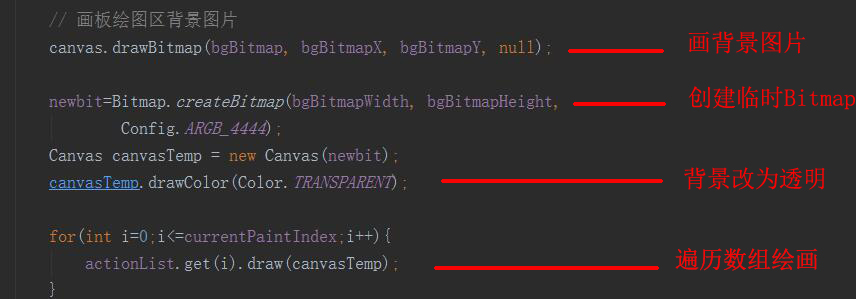 // 画板绘图区背景图片
canvas.drawBitmap(bgBitmap, bgBitmapX, bgBitmapY, null); 画背景图片
newbit=Bitmap.createBitmap(bgBitmapWidth, bgBitmapHeight, 创建临时Bitmap
Config.ARGB_4444);
Canvas canvasTemp = new Canvas(newbit);
canvasTemp.drawColor(Color.TRANSPARENT); 背景改为透明
for(int i=0;i<=currentPaintIndex;i++){
actionList.get(i).draw(canvasTemp); 遍历数组绘画
}